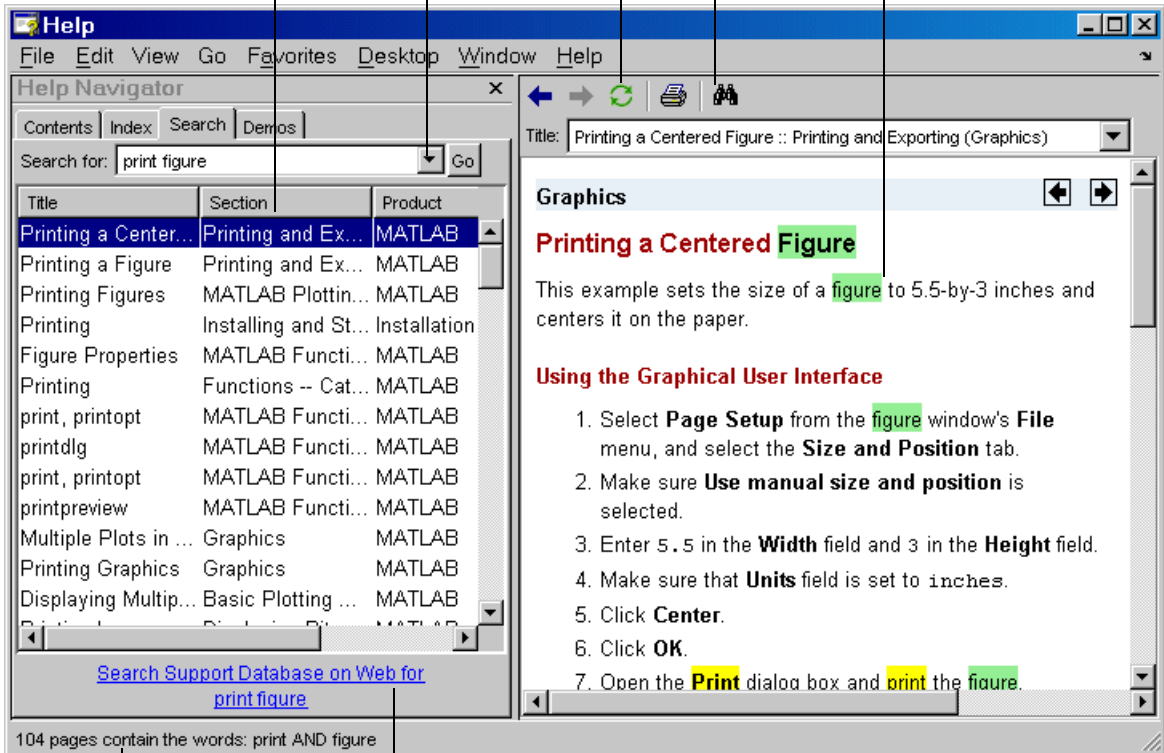 Help
File Edit View Go Favorites Desktop Window Help
Help Navigator
Contents Index Search Demos
Search for: print figure Go
Title Section Product
Printing a Center... Printing and Ex... MATLAB
Printing a Figure Printing and Ex... MATLAB
Printing Figures MATLAB Plottin... MATLAB
Printing Installing and St... Installation
Figure Properties MATLAB Functi... MATLAB
Printing Functions -- Cat... MATLAB
print, printopt MATLAB Functi... MATLAB
printdlg MATLAB Functi... MATLAB
print, printopt MATLAB Functi... MATLAB
printpreview MATLAB Functi... MATLAB
Multiple Plots in ... Graphics MATLAB
Printing Graphics Graphics MATLAB
Displaying Multip... Basic Plotting ... MATLAB
Search Support Database on Web for
print figure
Title: Printing a Centered Figure :: Printing and Exporting (Graphics)
Graphics
Printing a Centered Figure
This example sets the size of a figure to 5.5-by-3 inches and
centers it on the paper.
Using the Graphical User Interface
1. Select Page Setup from the figure window's File
menu, and select the Size and Position tab.
2. Make sure Use manual size and position is
selected.
3. Enter 5.5 in the Width field and 3 in the Height field.
4. Make sure that Units field is set to inches.
5. Click Center.
6. Click OK.
7. Open the Print dialog box and print the figure.
104 pages contain the words: print AND figure